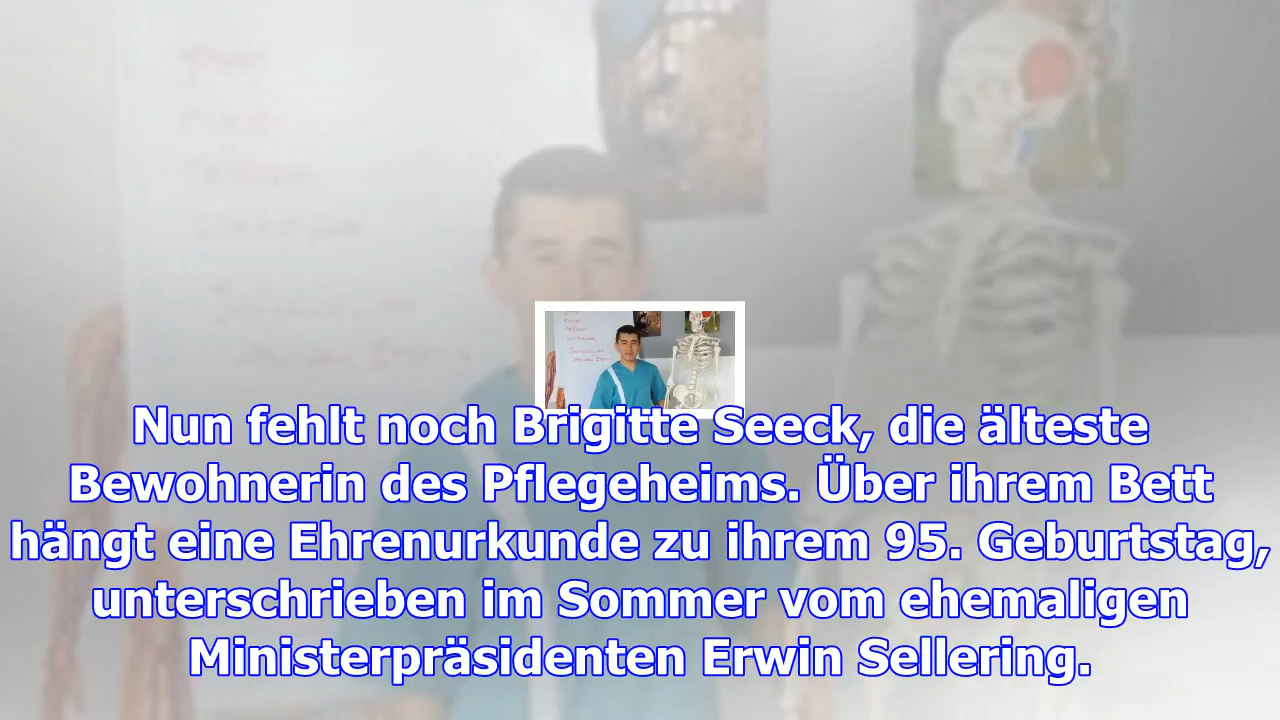 Nun fehlt noch Brigitte Seeck, die älteste
Bewohnerin des Pflegeheims. Über ihrem Bett
hängt eine Ehrenurkunde zu ihrem 95. Geburtstag,
unterschrieben im Sommer vom ehemaligen
Ministerpräsidenten Erwin Sellering.